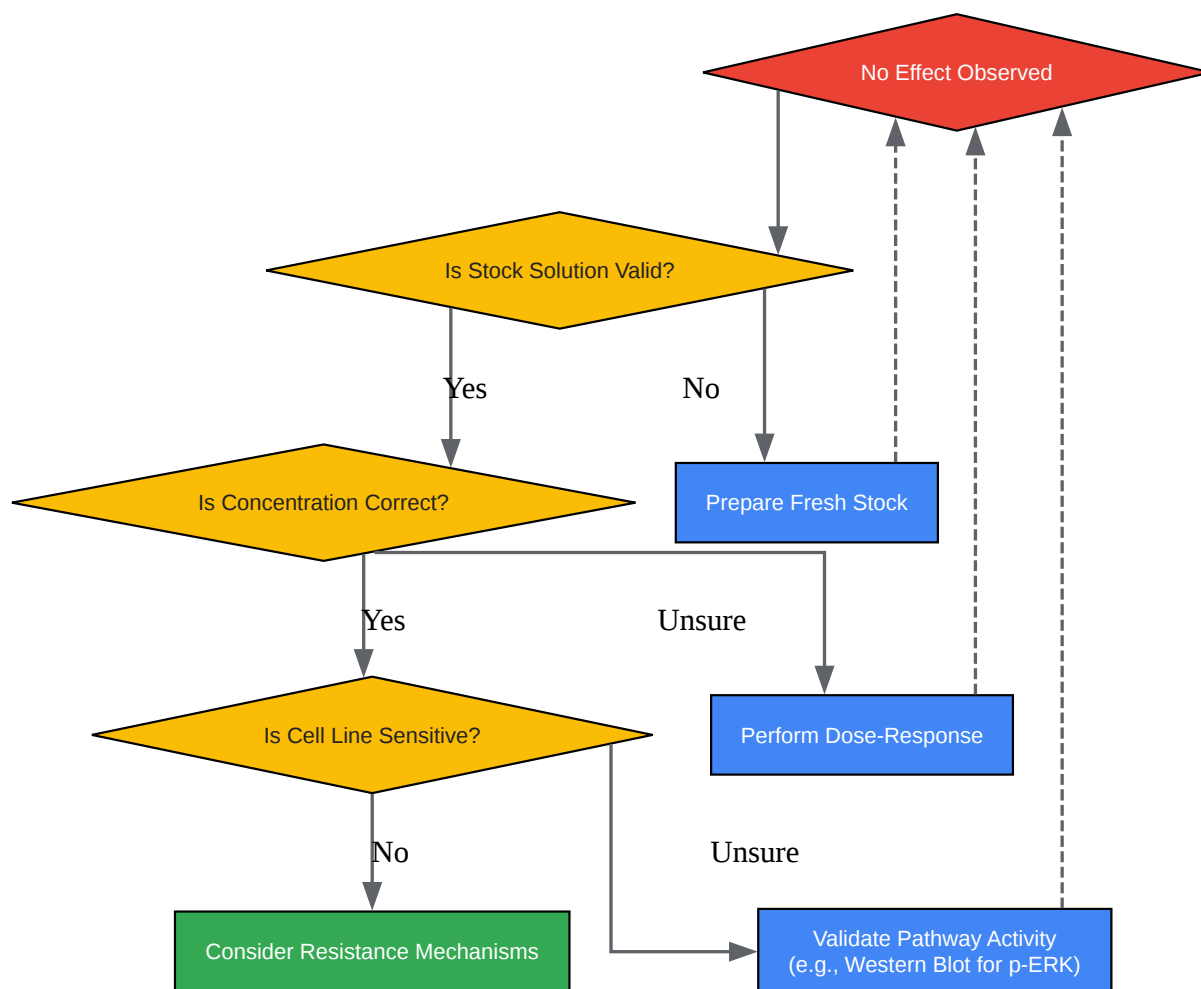 No Effect Observed
Is Stock Solution Valid?
Yes
No
Is Concentration Correct?
Prepare Fresh Stock
Yes
Unsure
Is Cell Line Sensitive?
Perform Dose-Response
No
Unsure
Consider Resistance Mechanisms
Validate Pathway Activity
(e.g., Western Blot for p-ERK)